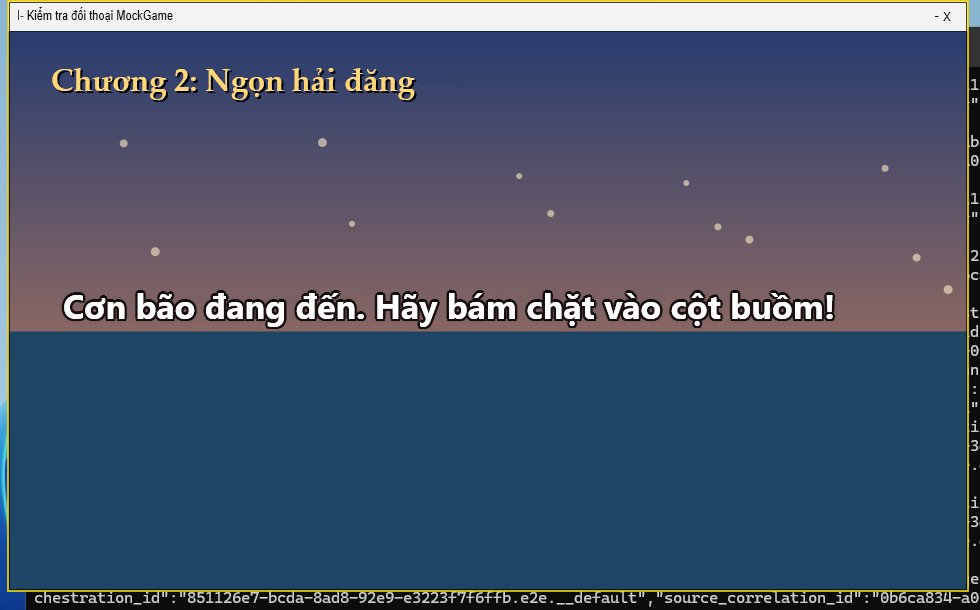 Kiểm tra đối thoại MockGame
Chương 2: Ngọn hải đăng
Cơn bão đang đến. Hãy bám chặt vào cột buồm!
chestration_id":"851126e7-bcda-8ad8-92e9-e3223f7f6ffb.e2e.__default","source_correlation_id":"0b6ca834-a